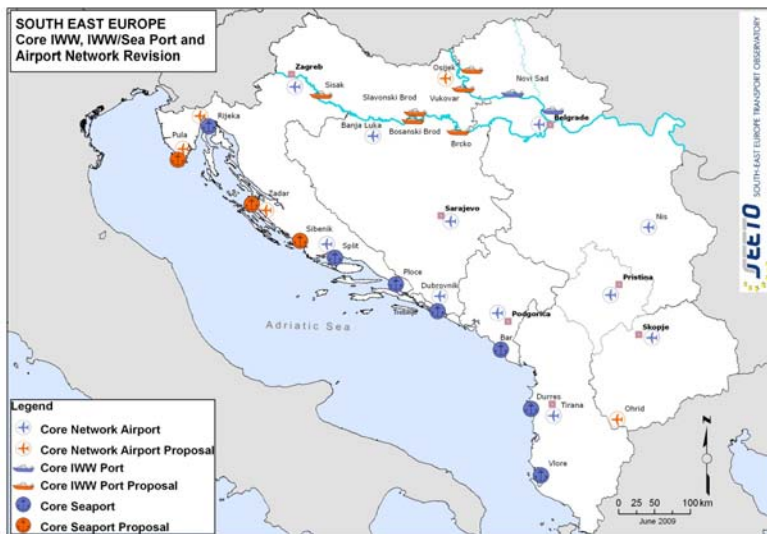 SOUTH EAST EUROPE
Core IWW, IWW/Sea Port and
Airport Network Revision
SOUTH-EAST EUROPE TRANSPORT OBSERVATORY
SEETO
Zagreb
Sisak
Osijek
Novi Sad
Slavonski Brod
Vukovar
Rijeka
Pula
Banja Luka
Bosanski Brod
Brcko
Belgrade
Zadar
Sarajevo
Nis
Sibenik
Split
Ploce
Pristina
Dubrovnik
Podgorica
Adriatic Sea
Skopje
Bar
Durres
Tirana
Ohrid
Vlore
Legend
Core Network Airport
Core Network Airport Proposal
Core IWW Port
Core IWW Port Proposal
Core Seaport
Core Seaport Proposal
N
0 25 50 100 km
June 2009